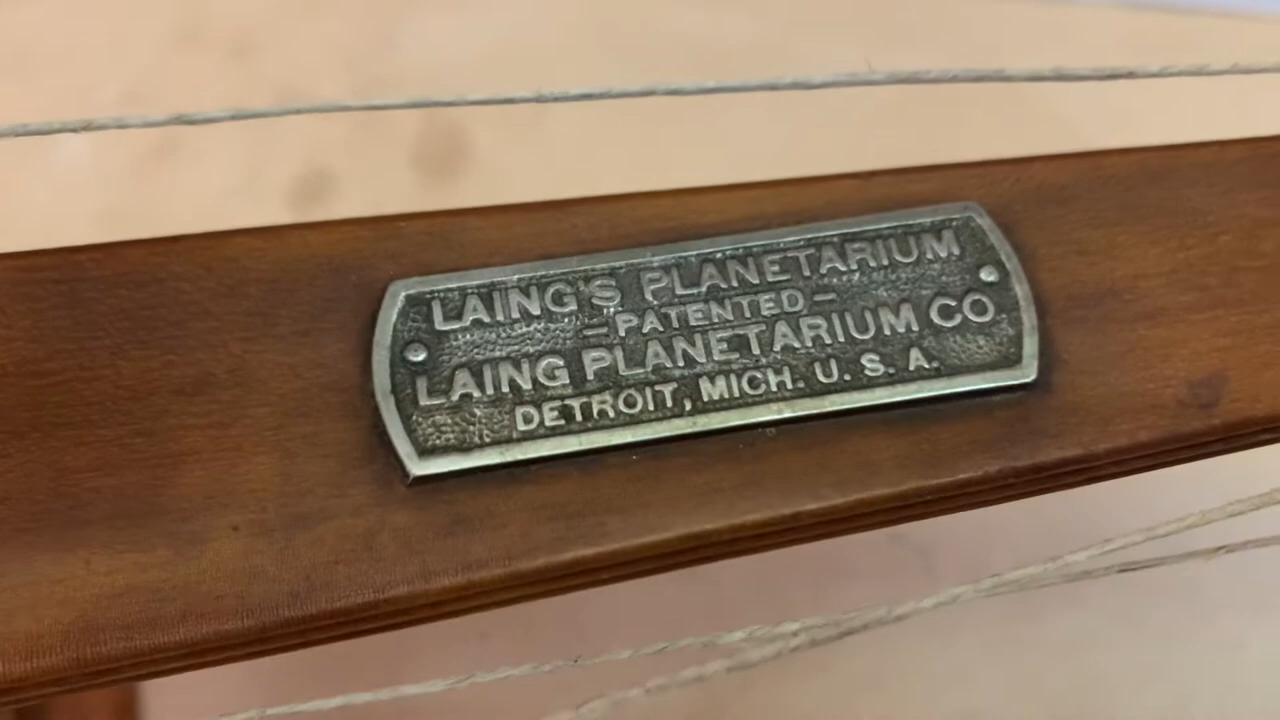 LAING'S PLANETARIUM
-PATENTED-
LAING PLANETARIUM CO
DETROIT, MICH. U. S. A.